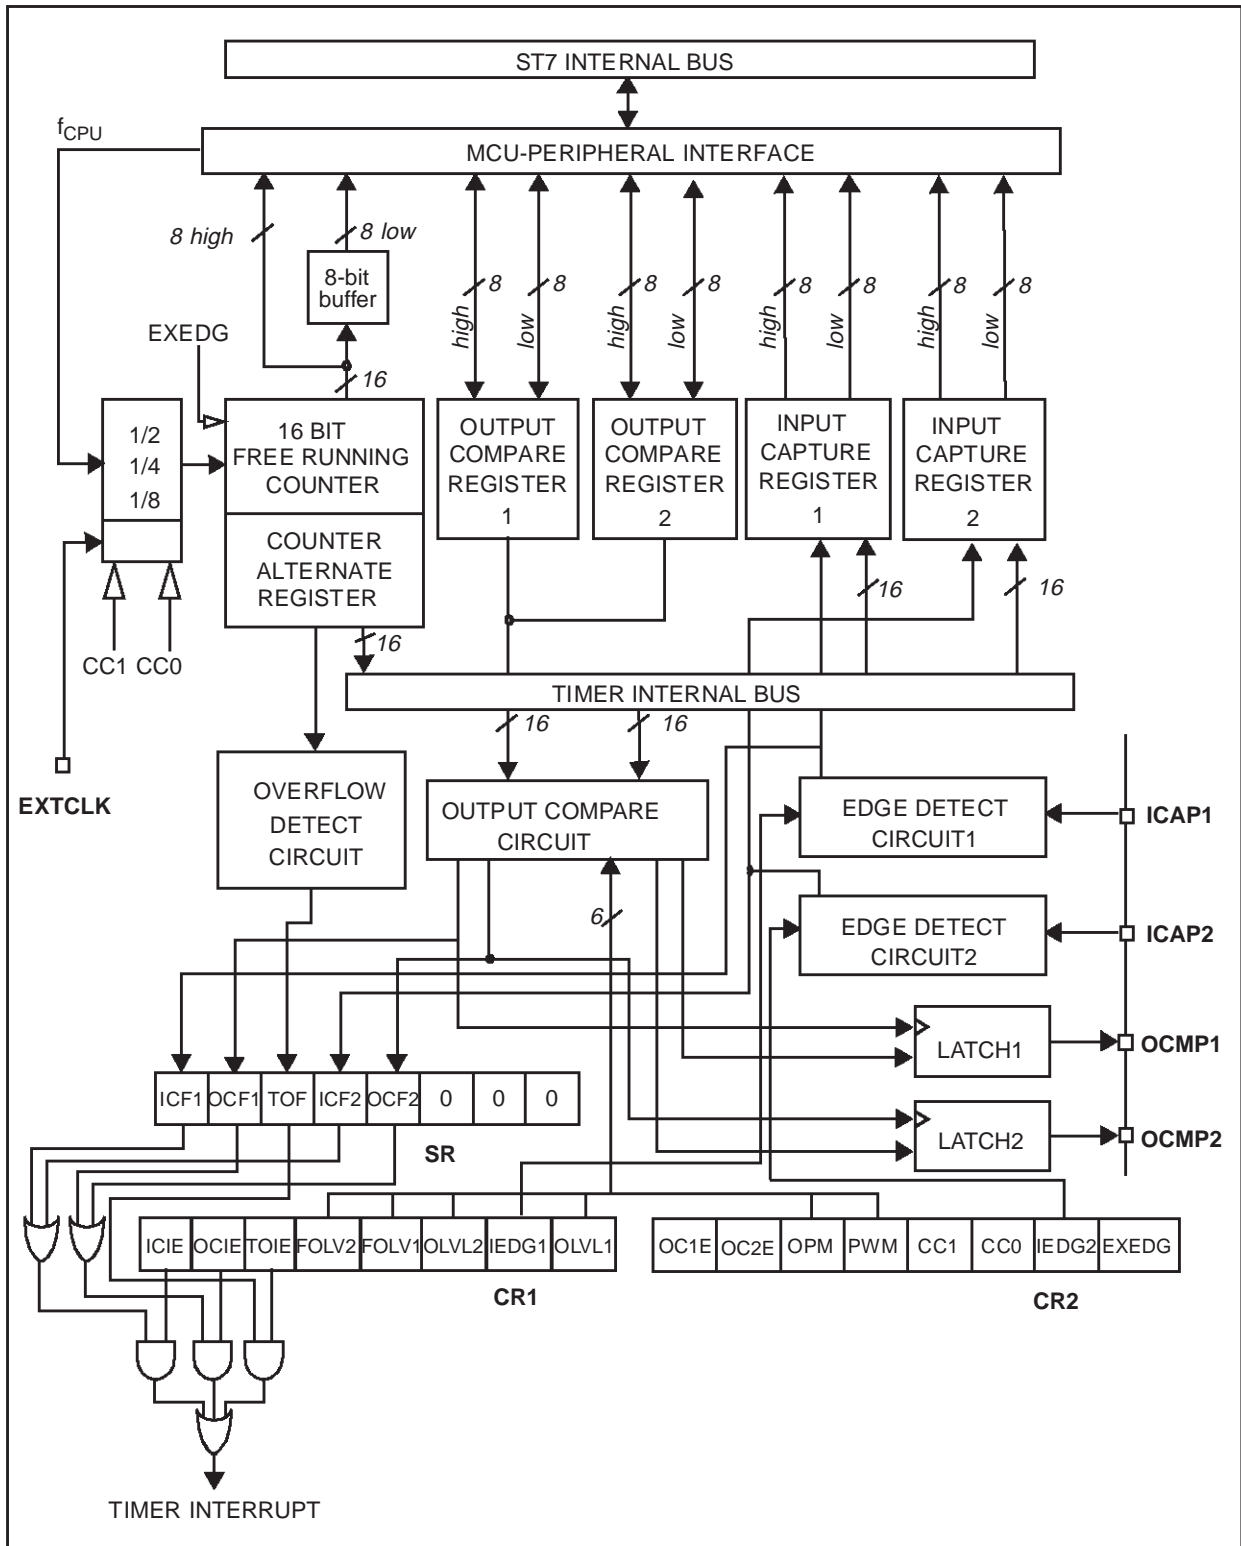 ST7 INTERNAL BUS
fCPU
MCU-PERIPHERAL INTERFACE
8 high
8 low
8-bit
buffer
8
8
8
8
8
8
8
8
high
low
high
low
high
low
high
low
EXEDG
16
1/2
1/4
1/8
16 BIT
FREE RUNNING
COUNTER
COUNTER
ALTERNATE
REGISTER
OUTPUT
COMPARE
REGISTER
1
OUTPUT
COMPARE
REGISTER
2
INPUT
CAPTURE
REGISTER
1
INPUT
CAPTURE
REGISTER
2
16
16
16
CC1 CC0
TIMER INTERNAL BUS
16
16
EXTCLK
OVERFLOW
DETECT
CIRCUIT
OUTPUT COMPARE
CIRCUIT
EDGE DETECT
CIRCUIT1
ICAP1
6
EDGE DETECT
CIRCUIT2
ICAP2
LATCH1
OCMP1
LATCH2
OCMP2
ICF1 OCF1 TOF ICF2 OCF2 0 0 0
SR
ICIE OCIE TOIE FOLV2 FOLV1 OLVL2 IEDG1 OLVL1
CR1
OC1E OC2E OPM PWM CC1 CC0 IEDG2 EXEDG
CR2
TIMER INTERRUPT